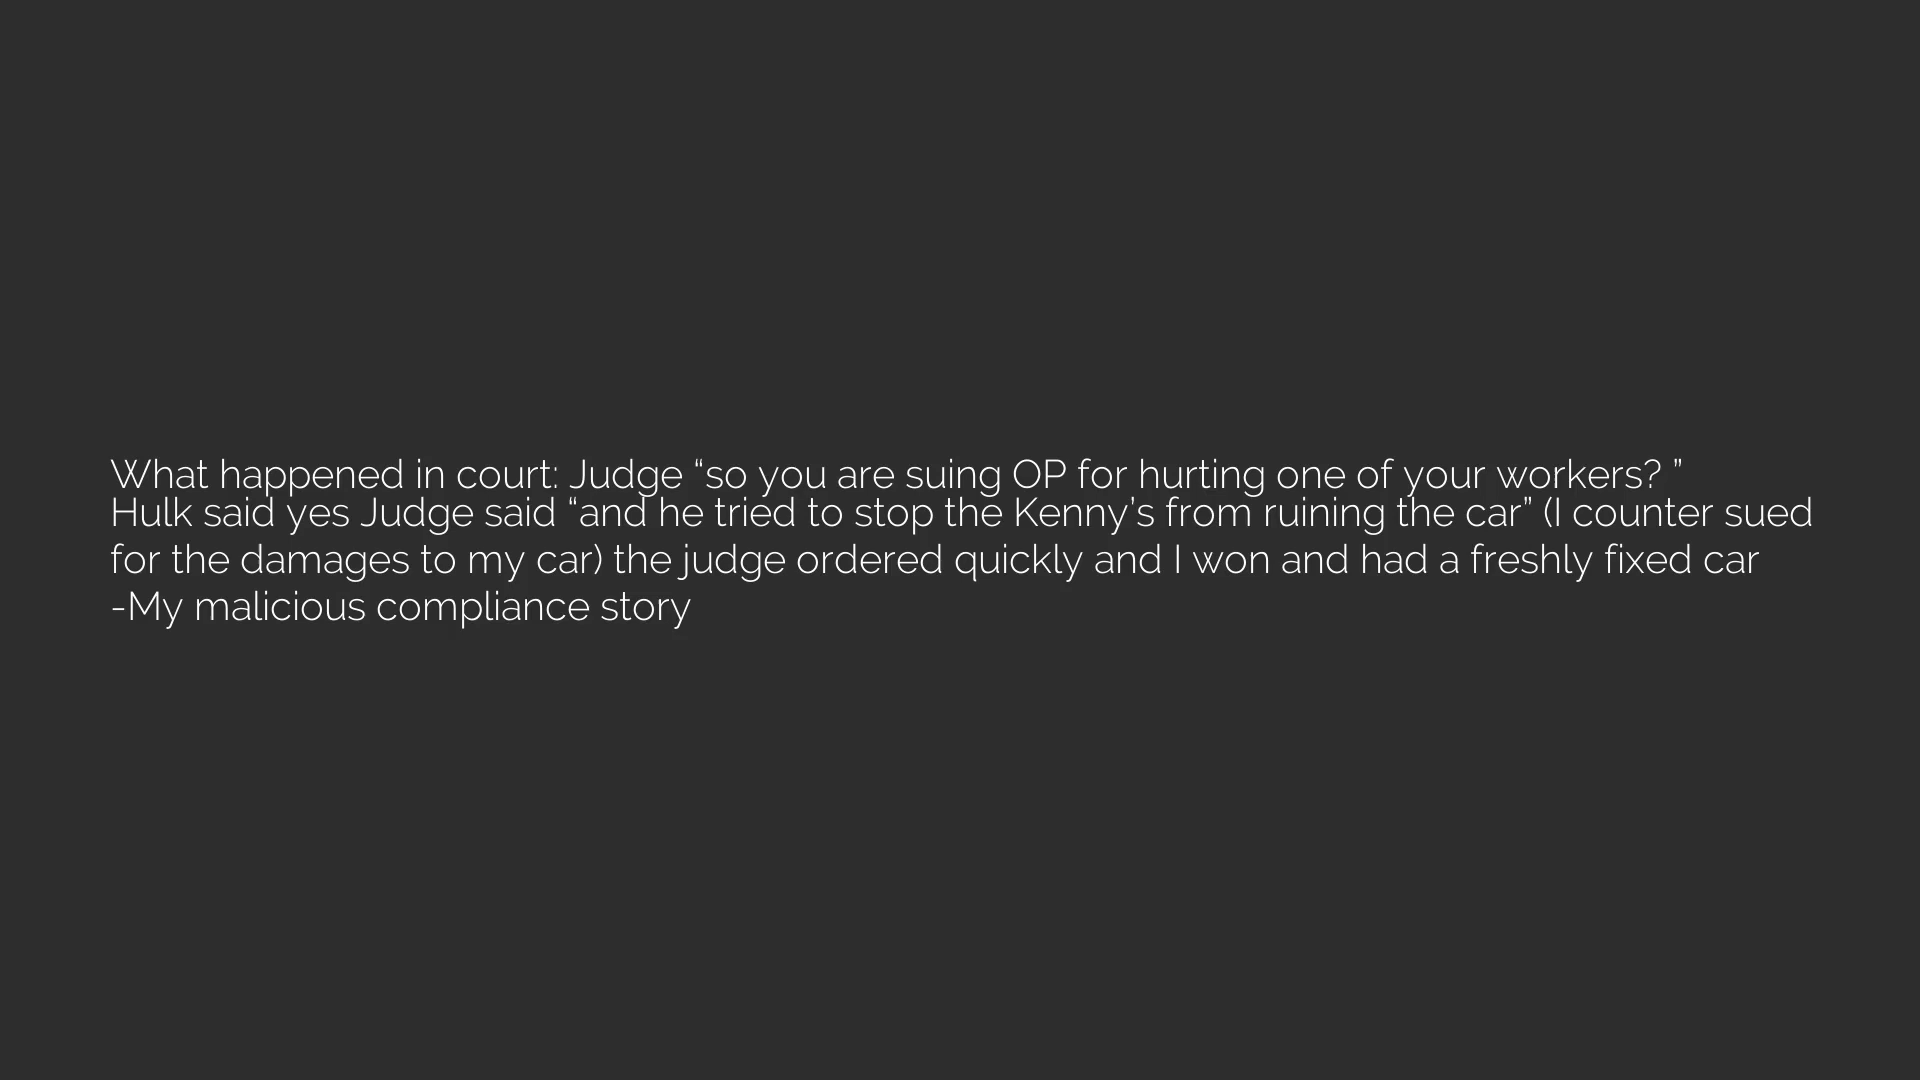 What happened in court: Judge “so you are suing OP for hurting one of your workers? ”
Hulk said yes Judge said “and he tried to stop the Kenny’s from ruining the car” (I counter sued
for the damages to my car) the judge ordered quickly and I won and had a freshly fixed car
-My malicious compliance story